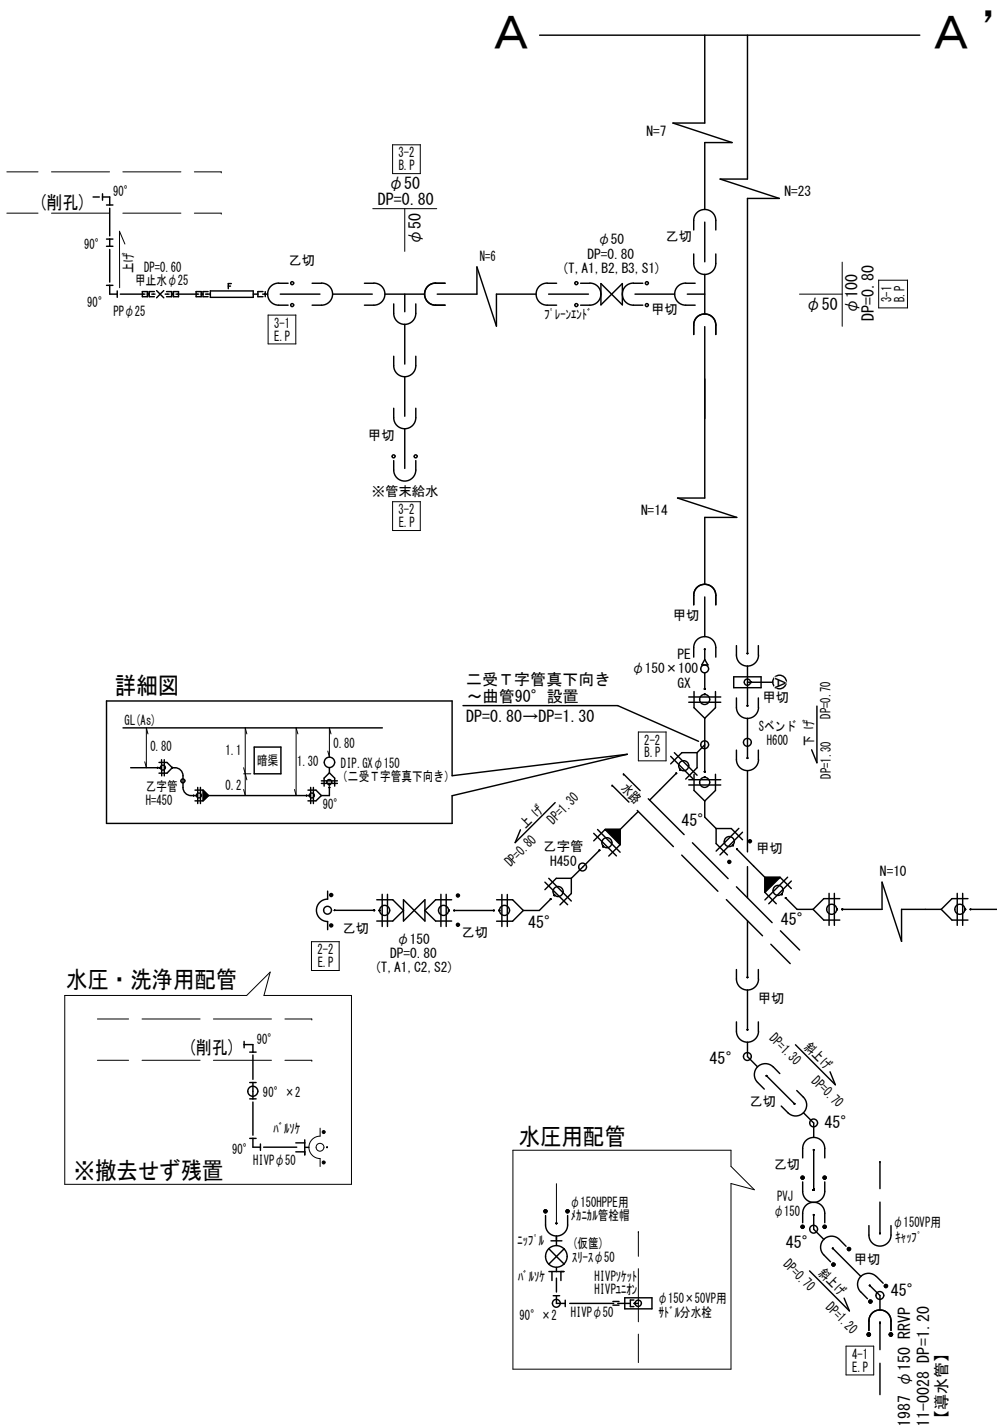 A
A'
N=7
N=23
3-2
B.P
φ50
DP=0.80
φ50
(削孔)
90°
90°
上げ
90°
PPφ25
DP=0.60
甲止水φ25
F
乙切
3-1
E.P
N=6
φ50
DP=0.80
(T, A1, B2, B3, S1)
プレーンエンド
甲切
乙切
φ50
φ100
DP=0.80
3-1
B.P
甲切
※管末給水
3-2
E.P
N=14
甲切
PE
φ150×100
GX
甲切
Sベンド
H600
下げ
DP=1.30 DP=0.70
詳細図
GL(As)
0.80
1.1
暗渠
0.2
1.30
0.80
DIP.GXφ150
(二受T字管真下向き)
乙字管
H=450
90°
二受T字管真下向き
～曲管90° 設置
DP=0.80→DP=1.30
2-2
B.P
水路
45°
甲切
45°
N=10
上げ
DP=0.80 DP=1.30
乙字管
H450
45°
乙切
乙切
φ150
DP=0.80
(T, A1, C2, S2)
2-2
E.P
水圧・洗浄用配管
(削孔)
90°
90° ×2
バルソケ
90°
HIVPφ50
※撤去せず残置
甲切
45°
DP=1.30
斜上げ
DP=0.70
乙切
45°
乙切
PVJ
φ150
45°
甲切
DP=0.70
斜上げ
DP=1.20
45°
φ150VP用
キャップ
4-1
E.P
1987 φ150 RRVP
11-0028 DP=1.20
【導水管】
水圧用配管
φ150HPPE用
メカニカル管栓帽
ニップル
(仮筐)
スリースφ50
バルソケ
HIVPソケット
HIVPユニオン
90° ×2
HIVPφ50
φ150×50VP用
サドル分水栓